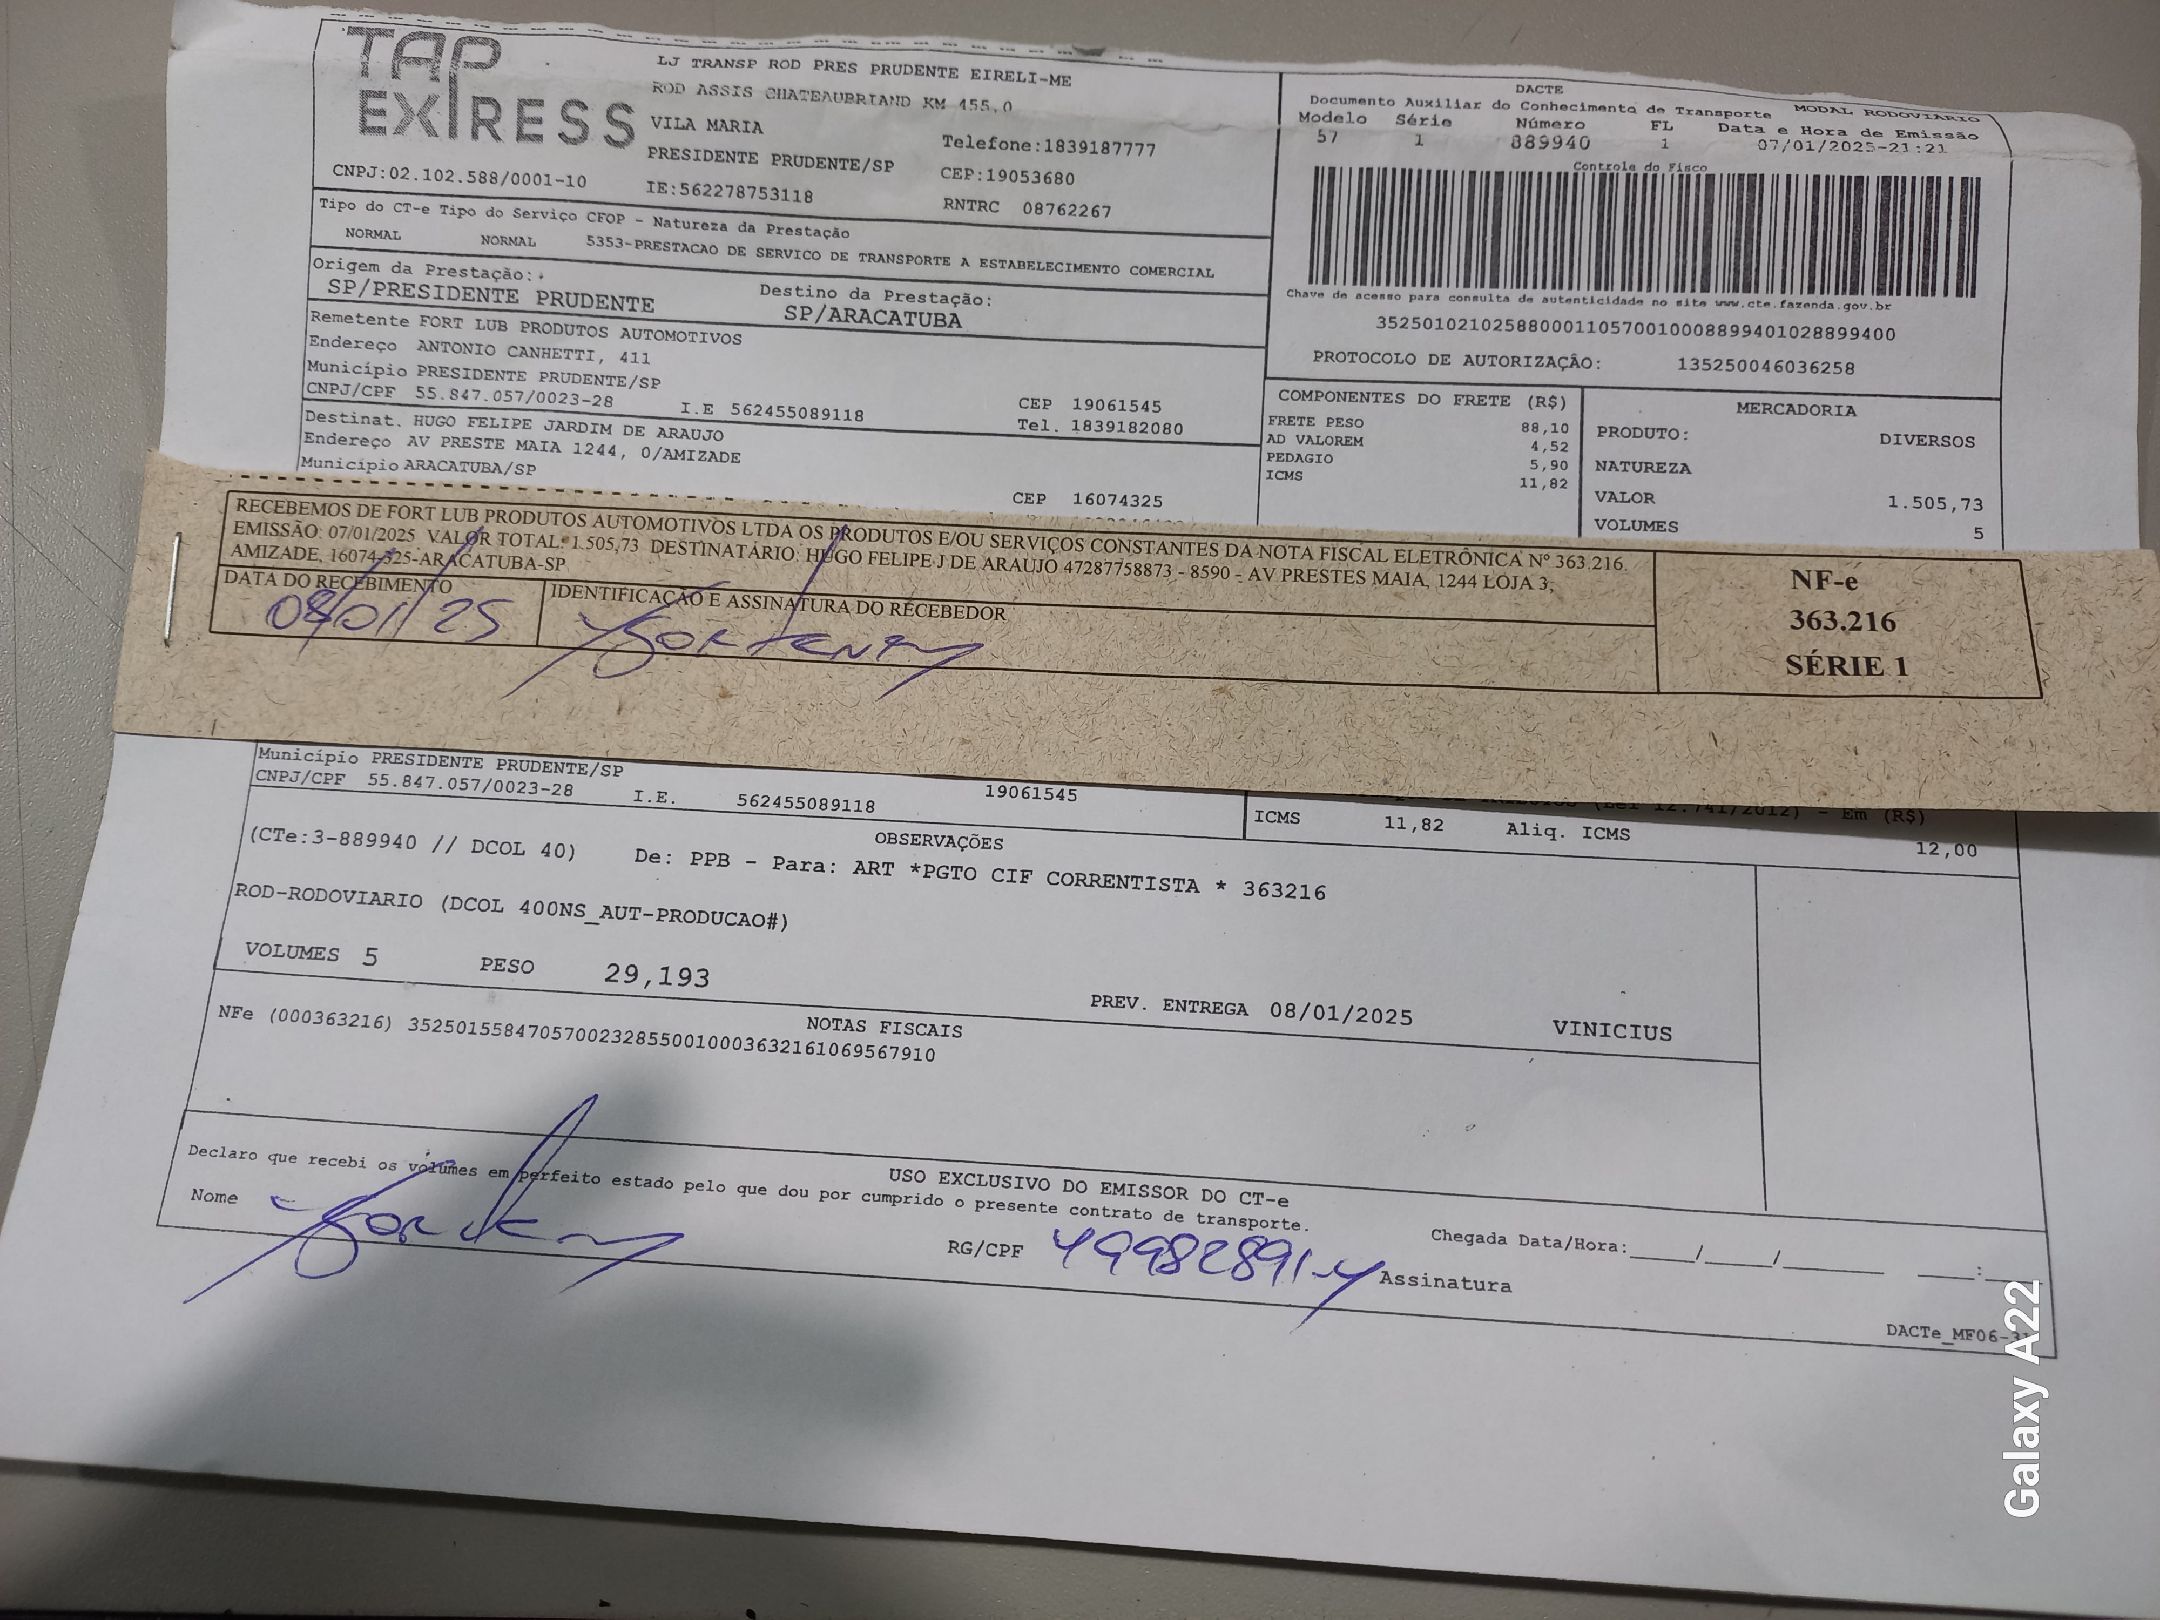 TAP EXPRESS
LJ TRANSP ROD PRES PRUDENTE EIRELI-ME
ROD ASSIS CHATEAUBRIAND KM 455,0
VILA MARIA
Telefone:1839187777
PRESIDENTE PRUDENTE/SP
CEP:19053680
CNPJ:02.102.588/0001-10
IE:562278753118
RNTRC 08762267
DACTE
Documento Auxiliar do Conhecimento de Transporte MODAL RODOVIARIO
Modelo Série Número FL Data e Hora de Emissão
57 1 889940 1 07/01/2025-21:21
Controle do Fisco
Chave de acesso para consulta de autenticidade no site www.cte.fazenda.gov.br
35250102102588000110570010008899401028899400
PROTOCOLO DE AUTORIZAÇÃO: 135250046036258
Tipo do CT-e Tipo do Serviço CFOP - Natureza da Prestação
NORMAL NORMAL 5353-PRESTACAO DE SERVICO DE TRANSPORTE A ESTABELECIMENTO COMERCIAL
Origem da Prestação:
SP/PRESIDENTE PRUDENTE
Destino da Prestação:
SP/ARACATUBA
Remetente FORT LUB PRODUTOS AUTOMOTIVOS
Endereço ANTONIO CANHETTI, 411
Município PRESIDENTE PRUDENTE/SP
CEP 19061545
CNPJ/CPF 55.847.057/0023-28 I.E 562455089118 Tel. 1839182080
Destinat. HUGO FELIPE JARDIM DE ARAUJO
Endereço AV PRESTE MAIA 1244, 0/AMIZADE
Município ARACATUBA/SP
CEP 16074325
COMPONENTES DO FRETE (R$)
FRETE PESO 88,10
AD VALOREM 4,52
PEDAGIO 5,90
ICMS 11,82
MERCADORIA
PRODUTO: DIVERSOS
NATUREZA
VALOR 1.505,73
VOLUMES 5
RECEBEMOS DE FORT LUB PRODUTOS AUTOMOTIVOS LTDA OS PRODUTOS E/OU SERVIÇOS CONSTANTES DA NOTA FISCAL ELETRÔNICA Nº 363.216.
EMISSÃO: 07/01/2025 VALOR TOTAL: 1.505,73 DESTINATÁRIO: HUGO FELIPE J DE ARAUJO 47287758873 - 8590 - AV PRESTES MAIA, 1244 LOJA 3,
AMIZADE, 16074-325-ARACATUBA-SP
DATA DO RECEBIMENTO
08/01/25
IDENTIFICAÇÃO E ASSINATURA DO RECEBEDOR
NF-e
363.216
SÉRIE 1
Município PRESIDENTE PRUDENTE/SP
CNPJ/CPF 55.847.057/0023-28 I.E. 562455089118 19061545
(Lei 12.741/2012) - Em (R$)
ICMS 11,82 Aliq. ICMS 12,00
OBSERVAÇÕES
(CTe:3-889940 // DCOL 40) De: PPB - Para: ART *PGTO CIF CORRENTISTA * 363216
ROD-RODOVIARIO (DCOL 400NS_AUT-PRODUCAO#)
VOLUMES 5 PESO 29,193
PREV. ENTREGA 08/01/2025 VINICIUS
NOTAS FISCAIS
NFe (000363216) 35250155847057002328550010003632161069567910
USO EXCLUSIVO DO EMISSOR DO CT-e
Declaro que recebi os volumes em perfeito estado pelo que dou por cumprido o presente contrato de transporte.
Nome
RG/CPF 49982891-4
Chegada Data/Hora:____/____/______ ___:__
Assinatura
DACTe_MF06-
Galaxy A22